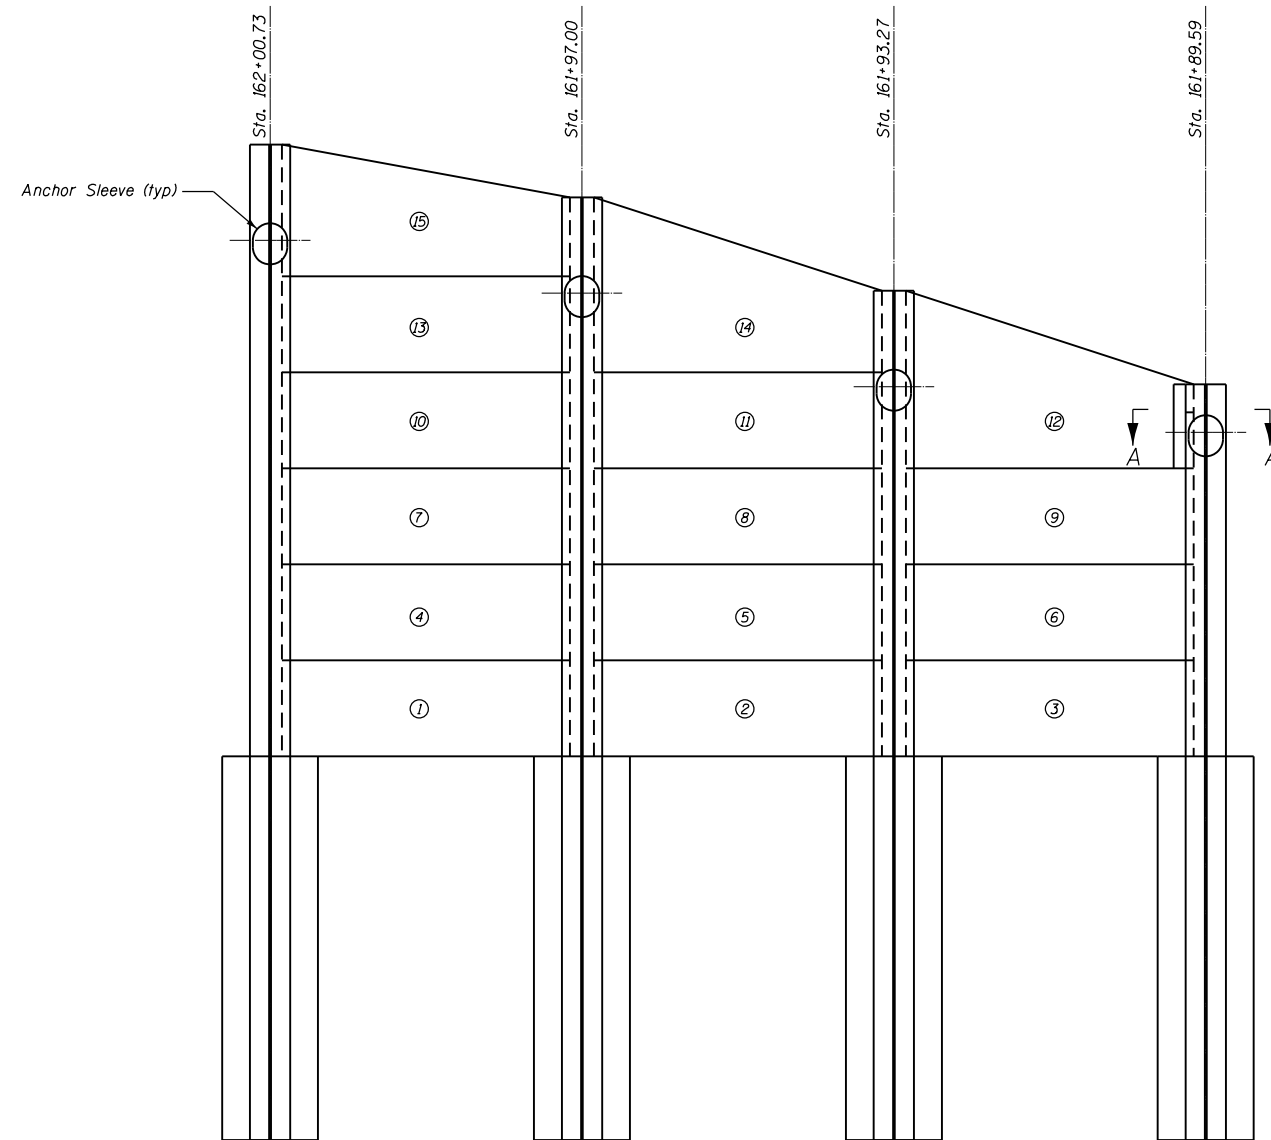 Sta. 162+00.73
Sta. 161+97.00
Sta. 161+93.27
Sta. 161+89.59
Anchor Sleeve (typ)
15
13
14
10
11
12
A
A
7
8
9
4
5
6
1
2
3